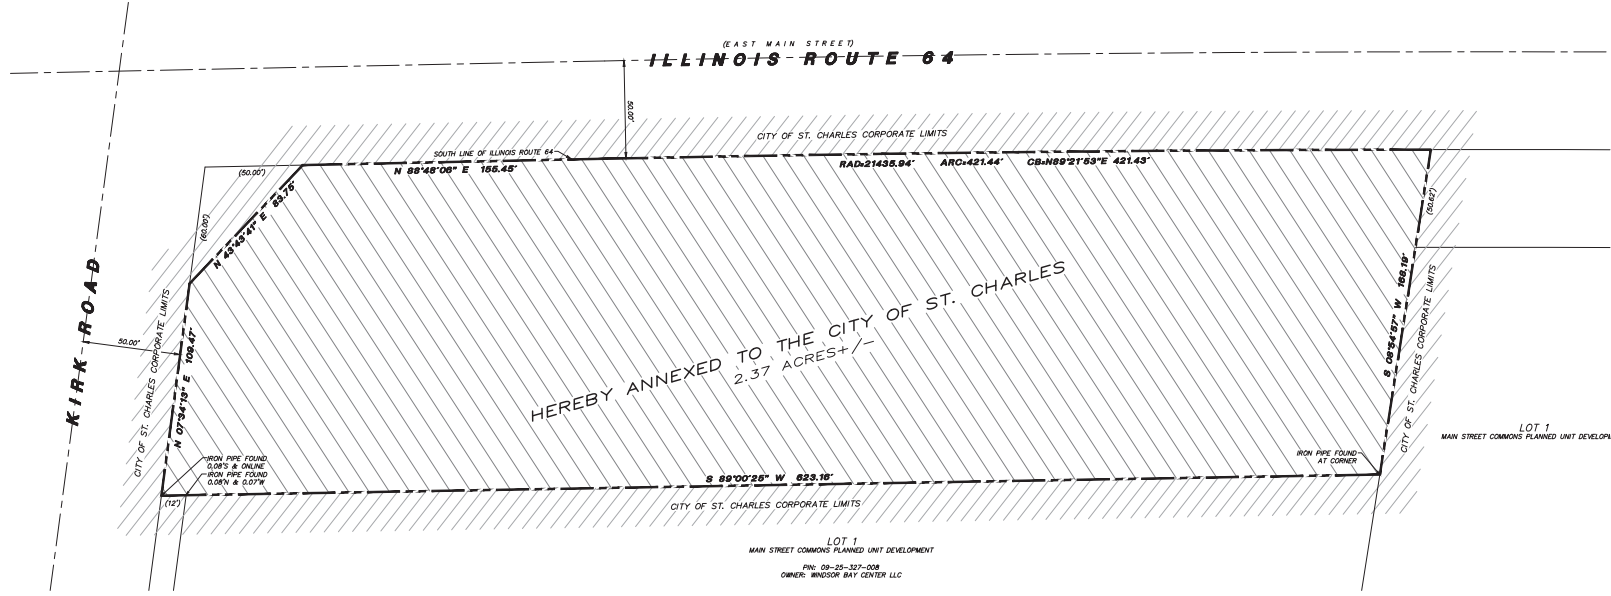 (EAST MAIN STREET)
ILLINOIS ROUTE 64
50.00'
CITY OF ST. CHARLES CORPORATE LIMITS
SOUTH LINE OF ILLINOIS ROUTE 64
N 88°48'06" E 155.45'
RAD=21435.94' ARC=421.44' CB=N89°21'53"E 421.43'
(50.00')
(60.00')
N 43°43'41" E 83.75'
(50.62')
KIRK ROAD
50.00'
CITY OF ST. CHARLES CORPORATE LIMITS
N 07°34'13" E 109.47'
HEREBY ANNEXED TO THE CITY OF ST. CHARLES
2.37 ACRES+/-
S 08°54'57" W 168.19'
CITY OF ST. CHARLES CORPORATE LIMITS
LOT 1
MAIN STREET COMMONS PLANNED UNIT DEVELOP
IRON PIPE FOUND
0.08'S & ONLINE
IRON PIPE FOUND
0.08'N & 0.07'W
IRON PIPE FOUND
AT CORNER
(12')
S 89°00'25" W 623.16'
CITY OF ST. CHARLES CORPORATE LIMITS
LOT 1
MAIN STREET COMMONS PLANNED UNIT DEVELOPMENT
PIN: 09-25-327-008
OWNER: WINDSOR BAY CENTER LLC